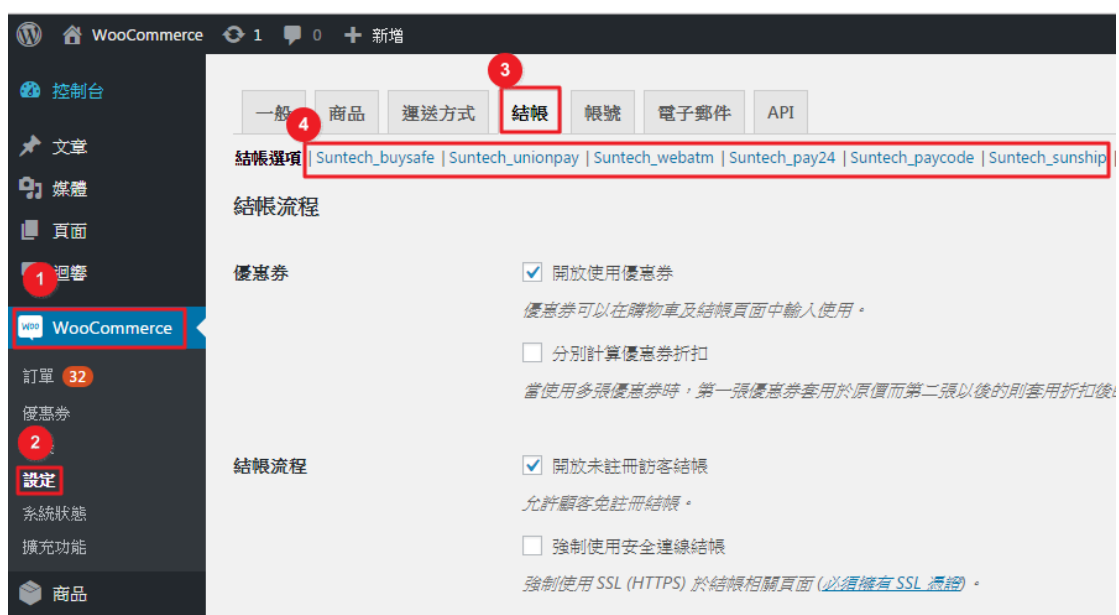 WooCommerce 1 0 新增
控制台
文章
媒體
頁面
迴響
1
WooCommerce
訂單 32
優惠券
2
設定
系統狀態
擴充功能
商品
3
一般 商品 運送方式 結帳 帳號 電子郵件 API
4
結帳選項 | Suntech_buysafe | Suntech_unionpay | Suntech_webatm | Suntech_pay24 | Suntech_paycode | Suntech_sunship |
結帳流程
優惠券 開放使用優惠券
優惠券可以在購物車及結帳頁面中輸入使用。
分別計算優惠券折扣
當使用多張優惠券時，第一張優惠券套用於原價而第二張以後的則套用折扣後
結帳流程 開放未註冊訪客結帳
允許顧客免註冊結帳。
強制使用安全連線結帳
強制使用 SSL (HTTPS) 於結帳相關頁面 (必須擁有 SSL 憑證) 。